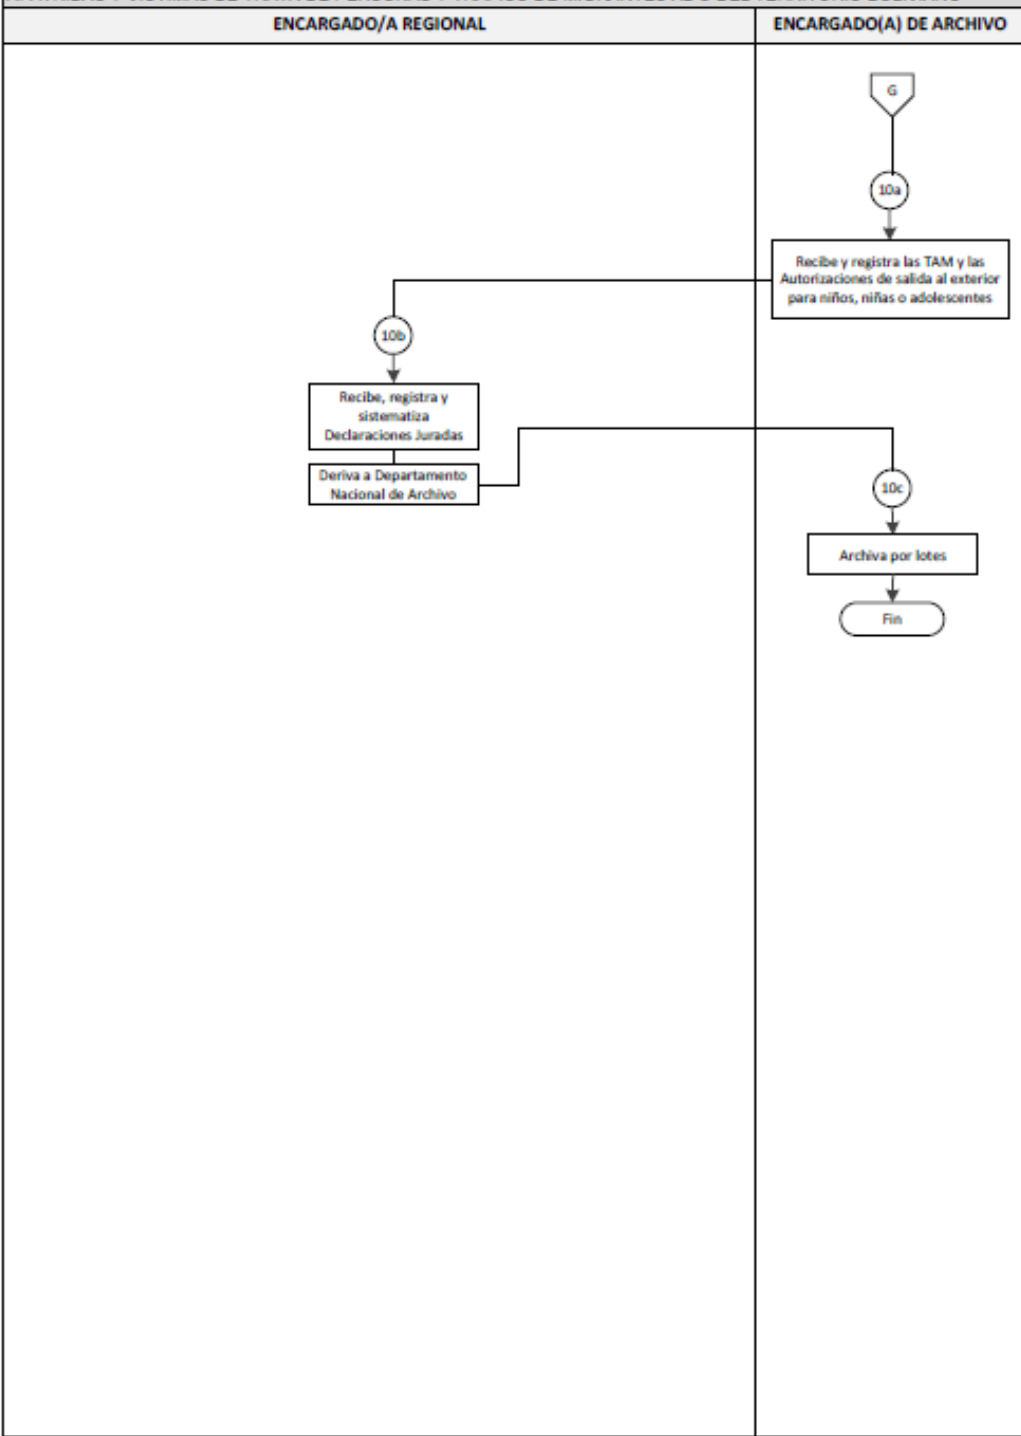 ENCARGADO/A REGIONAL
ENCARGADO(A) DE ARCHIVO
G
10a
Recibe y registra las TAM y las
Autorizaciones de salida al exterior
para niños, niñas o adolescentes
10b
Recibe, registra y
sistematiza
Declaraciones Juradas
Deriva a Departamento
Nacional de Archivo
10c
Archiva por lotes
Fin